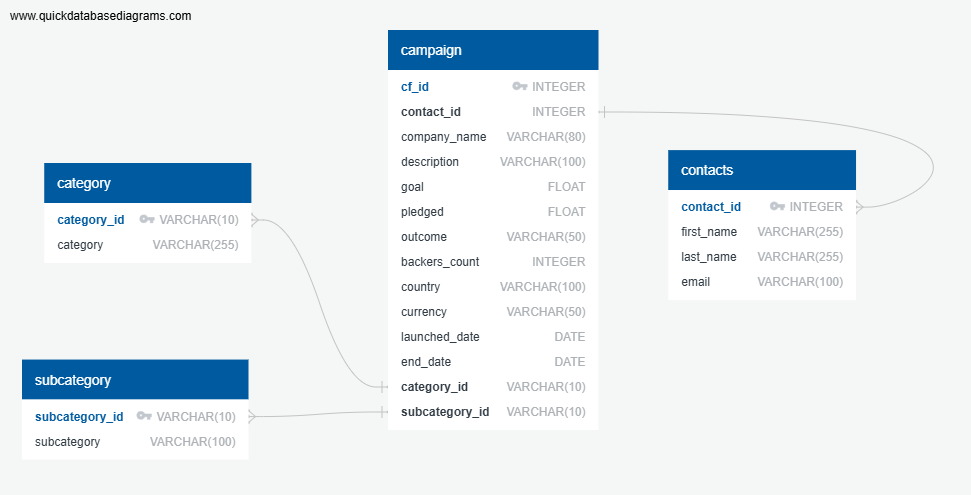 www.quickdatabasediagrams.com
campaign
cf_id INTEGER
contact_id INTEGER
company_name VARCHAR(80)
description VARCHAR(100)
goal FLOAT
pledged FLOAT
outcome VARCHAR(50)
backers_count INTEGER
country VARCHAR(100)
currency VARCHAR(50)
launched_date DATE
end_date DATE
category_id VARCHAR(10)
subcategory_id VARCHAR(10)
contacts
contact_id INTEGER
first_name VARCHAR(255)
last_name VARCHAR(255)
email VARCHAR(100)
category
category_id VARCHAR(10)
category VARCHAR(255)
subcategory
subcategory_id VARCHAR(10)
subcategory VARCHAR(100)